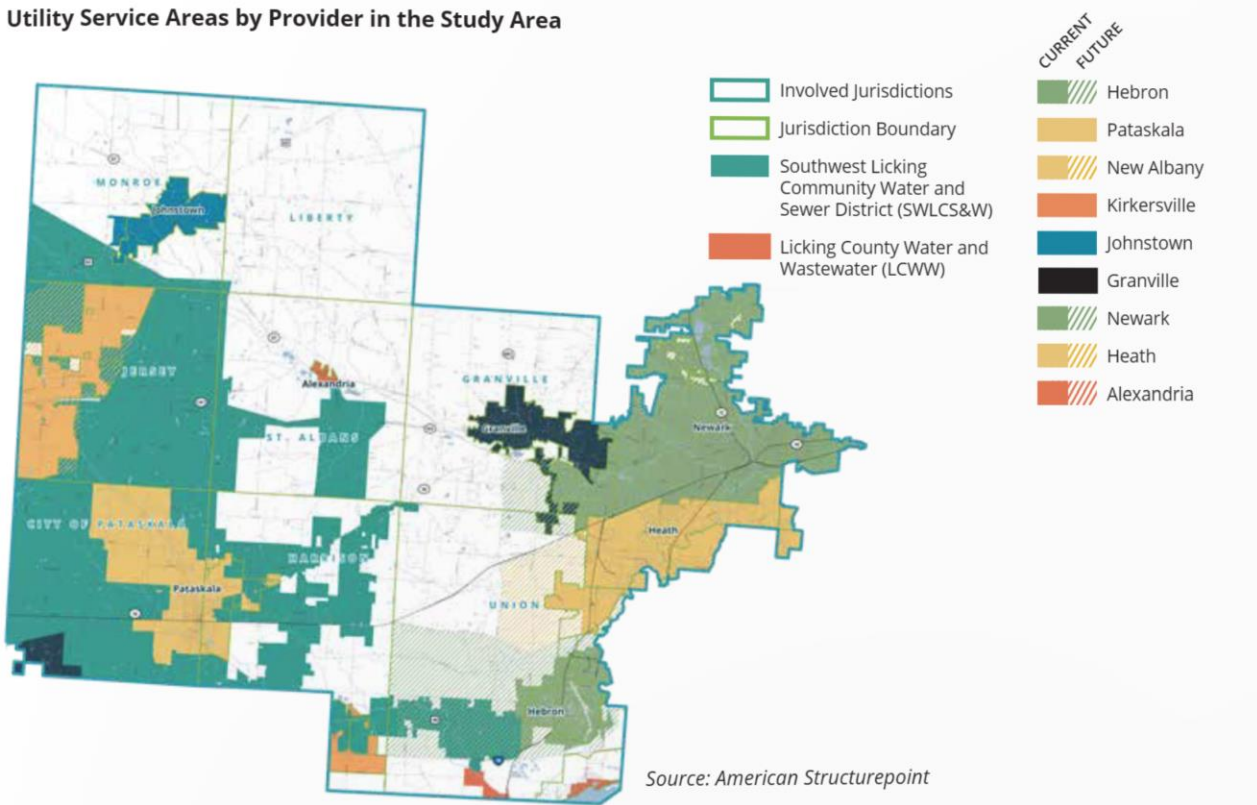 Utility Service Areas by Provider in the Study Area
CURRENT
FUTURE
Involved Jurisdictions
Jurisdiction Boundary
Southwest Licking
Community Water and
Sewer District (SWLCS&W)
Licking County Water and
Wastewater (LCWW)
Hebron
Pataskala
New Albany
Kirkersville
Johnstown
Granville
Newark
Heath
Alexandria
MONROE
Johnstown
LIBERTY
JERSEY
Alexandria
GRANVILLE
Granville
Newark
ST. ALBANS
CITY OF PATASKALA
Heath
HARRISON
Pataskala
UNION
Hebron
Source: American Structurepoint